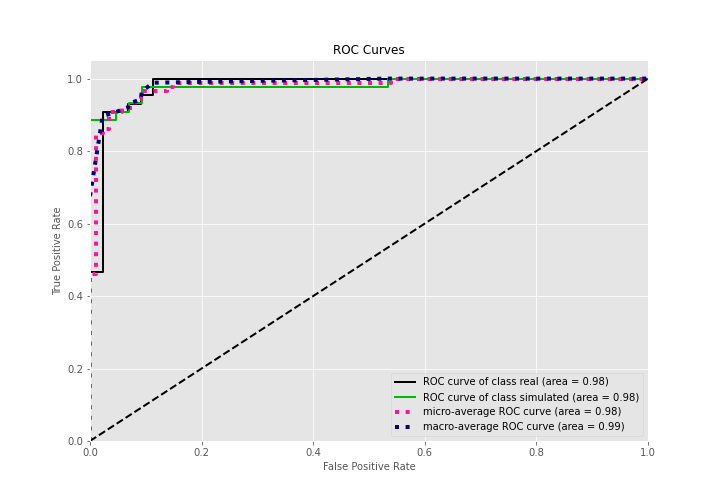 ROC Curves
True Positive Rate
1.0
0.8
0.6
0.4
0.2
0.0
ROC curve of class real (area = 0.98)
ROC curve of class simulated (area = 0.98)
micro-average ROC curve (area = 0.98)
macro-average ROC curve (area = 0.99)
0.0 0.2 0.4 0.6 0.8 1.0
False Positive Rate